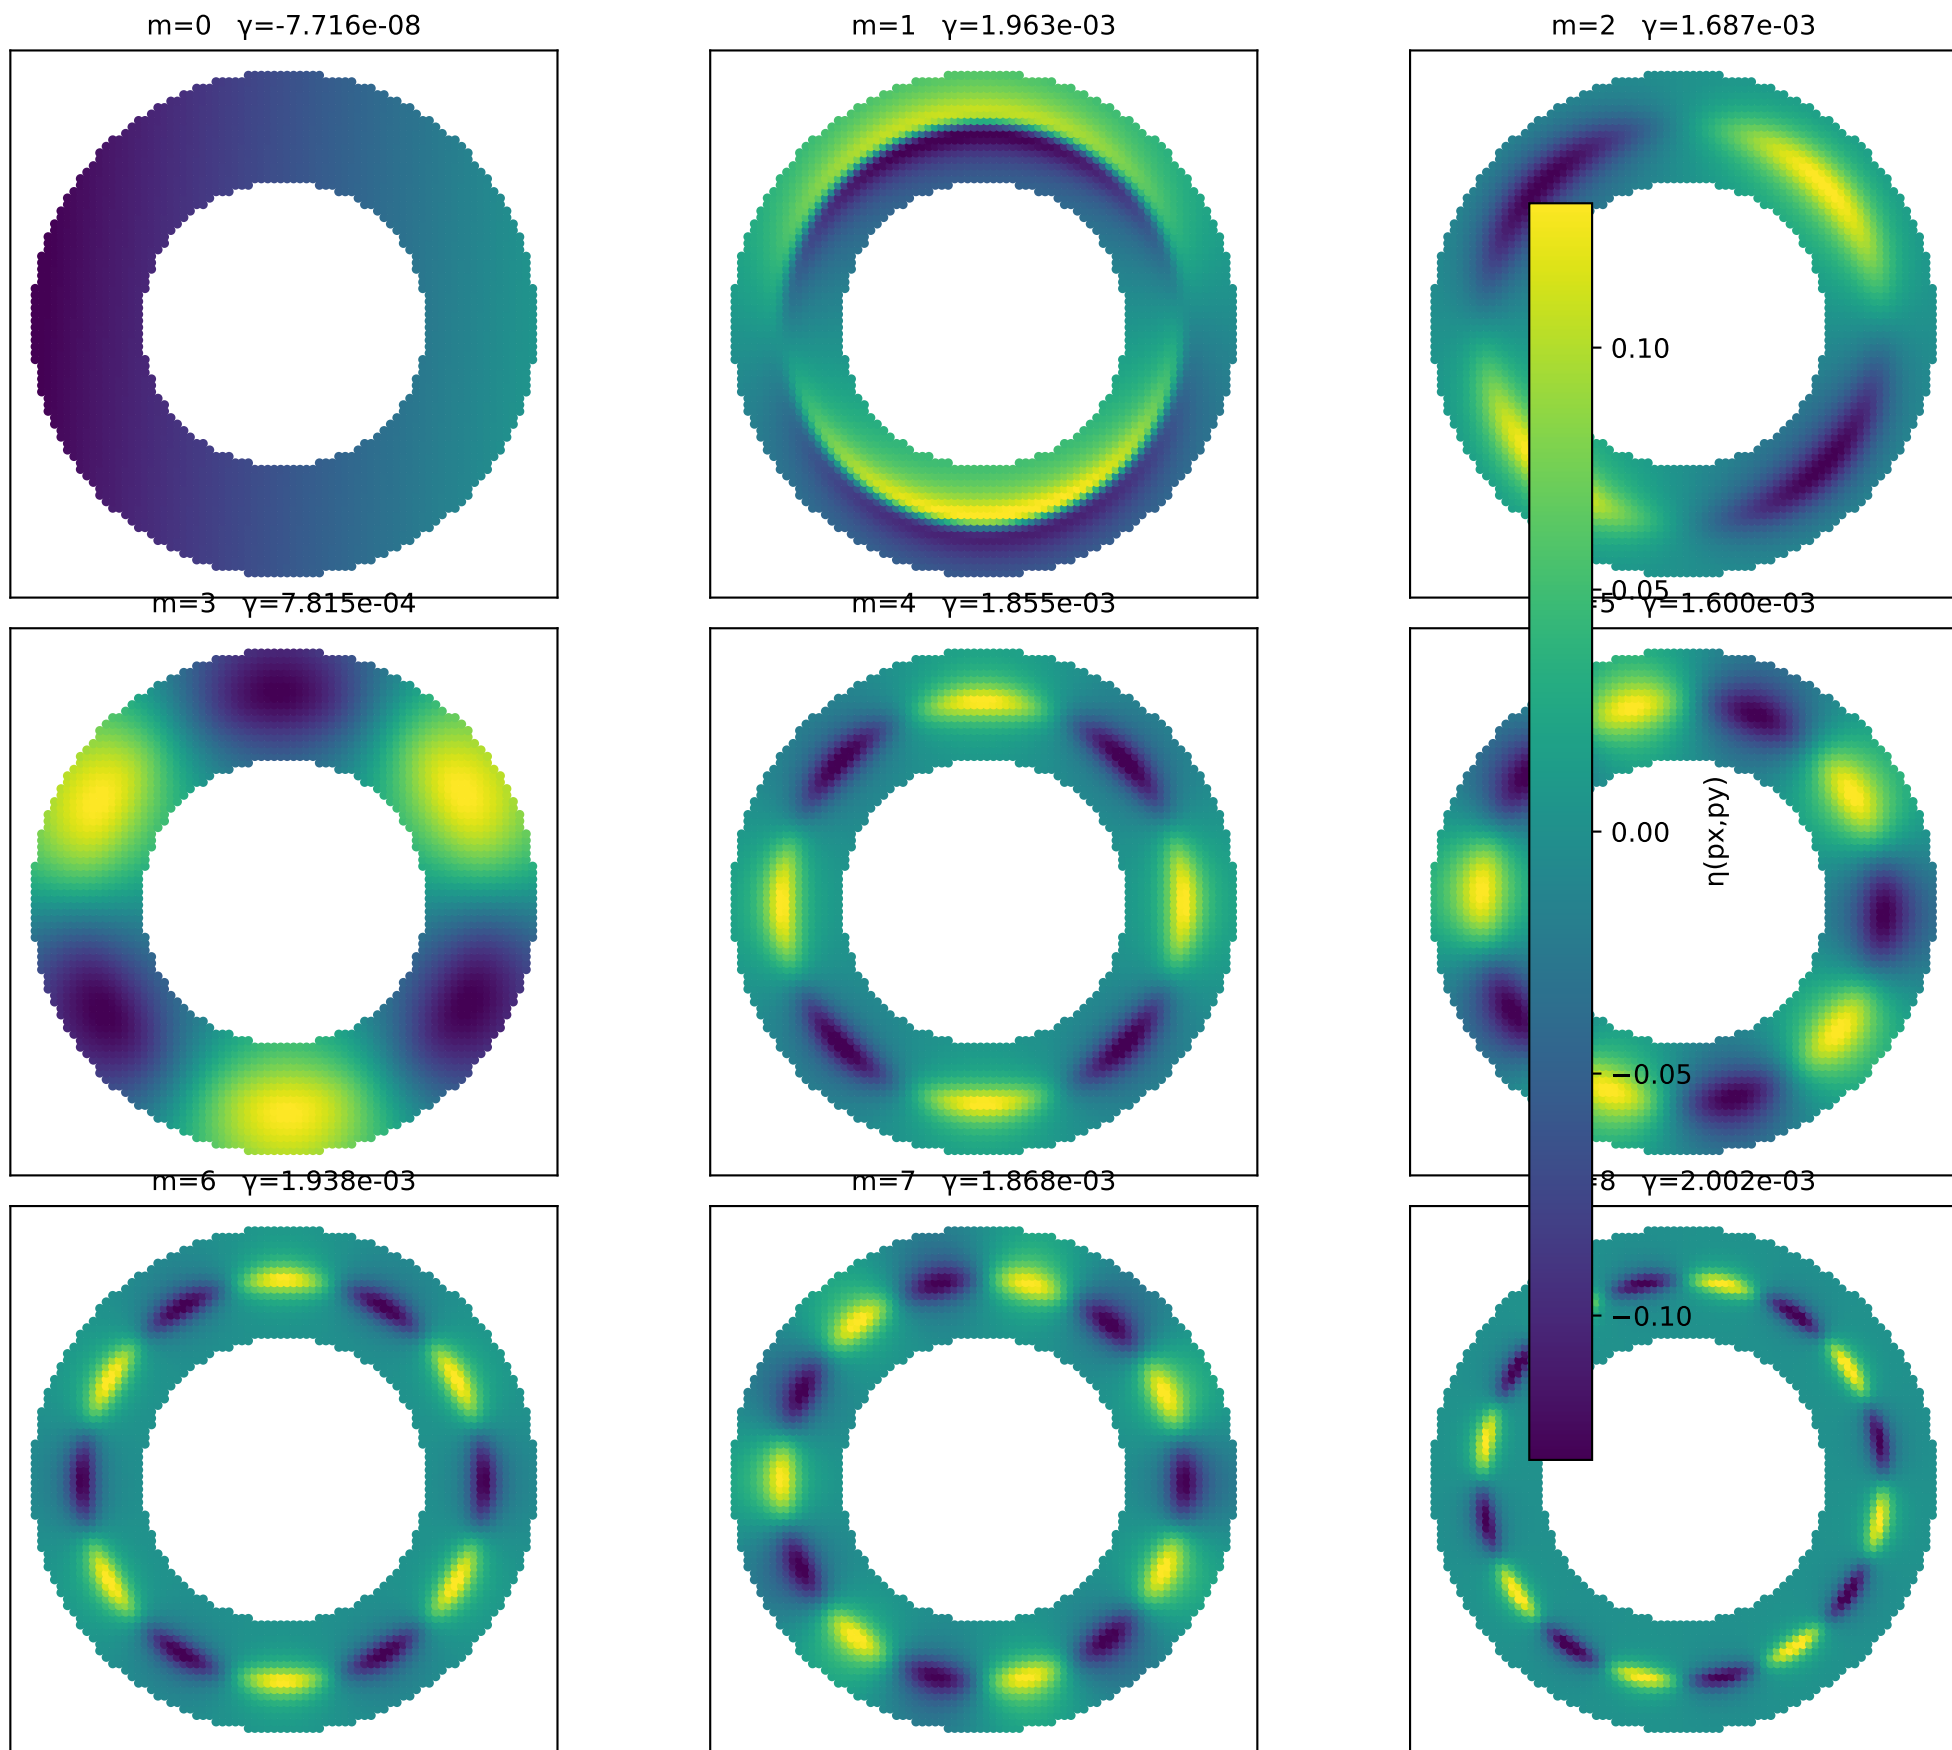 m=0 γ=-7.716e-08
m=1 γ=1.963e-03
m=2 γ=1.687e-03
0.10
0.05
0.00
−0.05
−0.10
η(px,py)
m=3 γ=7.815e-04
m=4 γ=1.855e-03
=5 γ=1.600e-03
m=6 γ=1.938e-03
m=7 γ=1.868e-03
=8 γ=2.002e-03